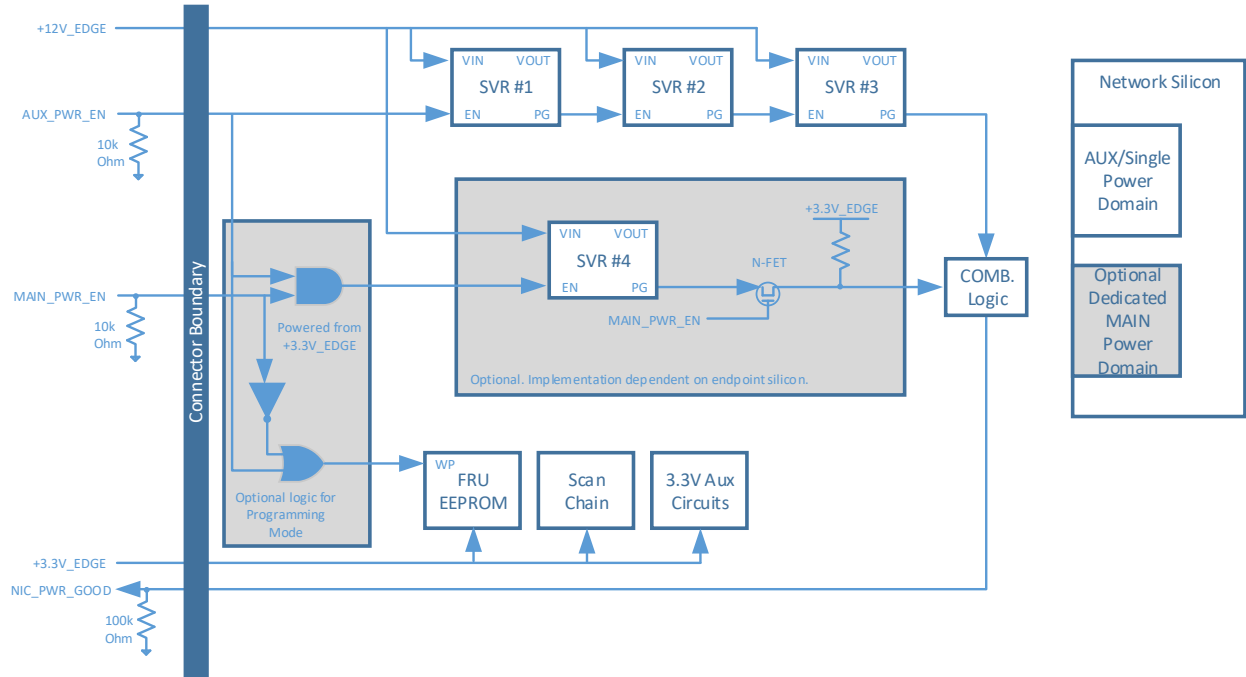 +12V_EDGE
VIN VOUT
SVR #1
EN PG
VIN VOUT
SVR #2
EN PG
VIN VOUT
SVR #3
EN PG
Network Silicon
AUX/Single
Power
Domain
Optional
Dedicated
MAIN
Power
Domain
AUX_PWR_EN
10k
Ohm
+3.3V_EDGE
VIN VOUT
SVR #4
EN PG
N-FET
MAIN_PWR_EN
Optional. Implementation dependent on endpoint silicon.
COMB.
Logic
MAIN_PWR_EN
10k
Ohm
Connector Boundary
Powered from
+3.3V_EDGE
Optional logic for
Programming
Mode
WP
FRU
EEPROM
Scan
Chain
3.3V Aux
Circuits
+3.3V_EDGE
NIC_PWR_GOOD
100k
Ohm